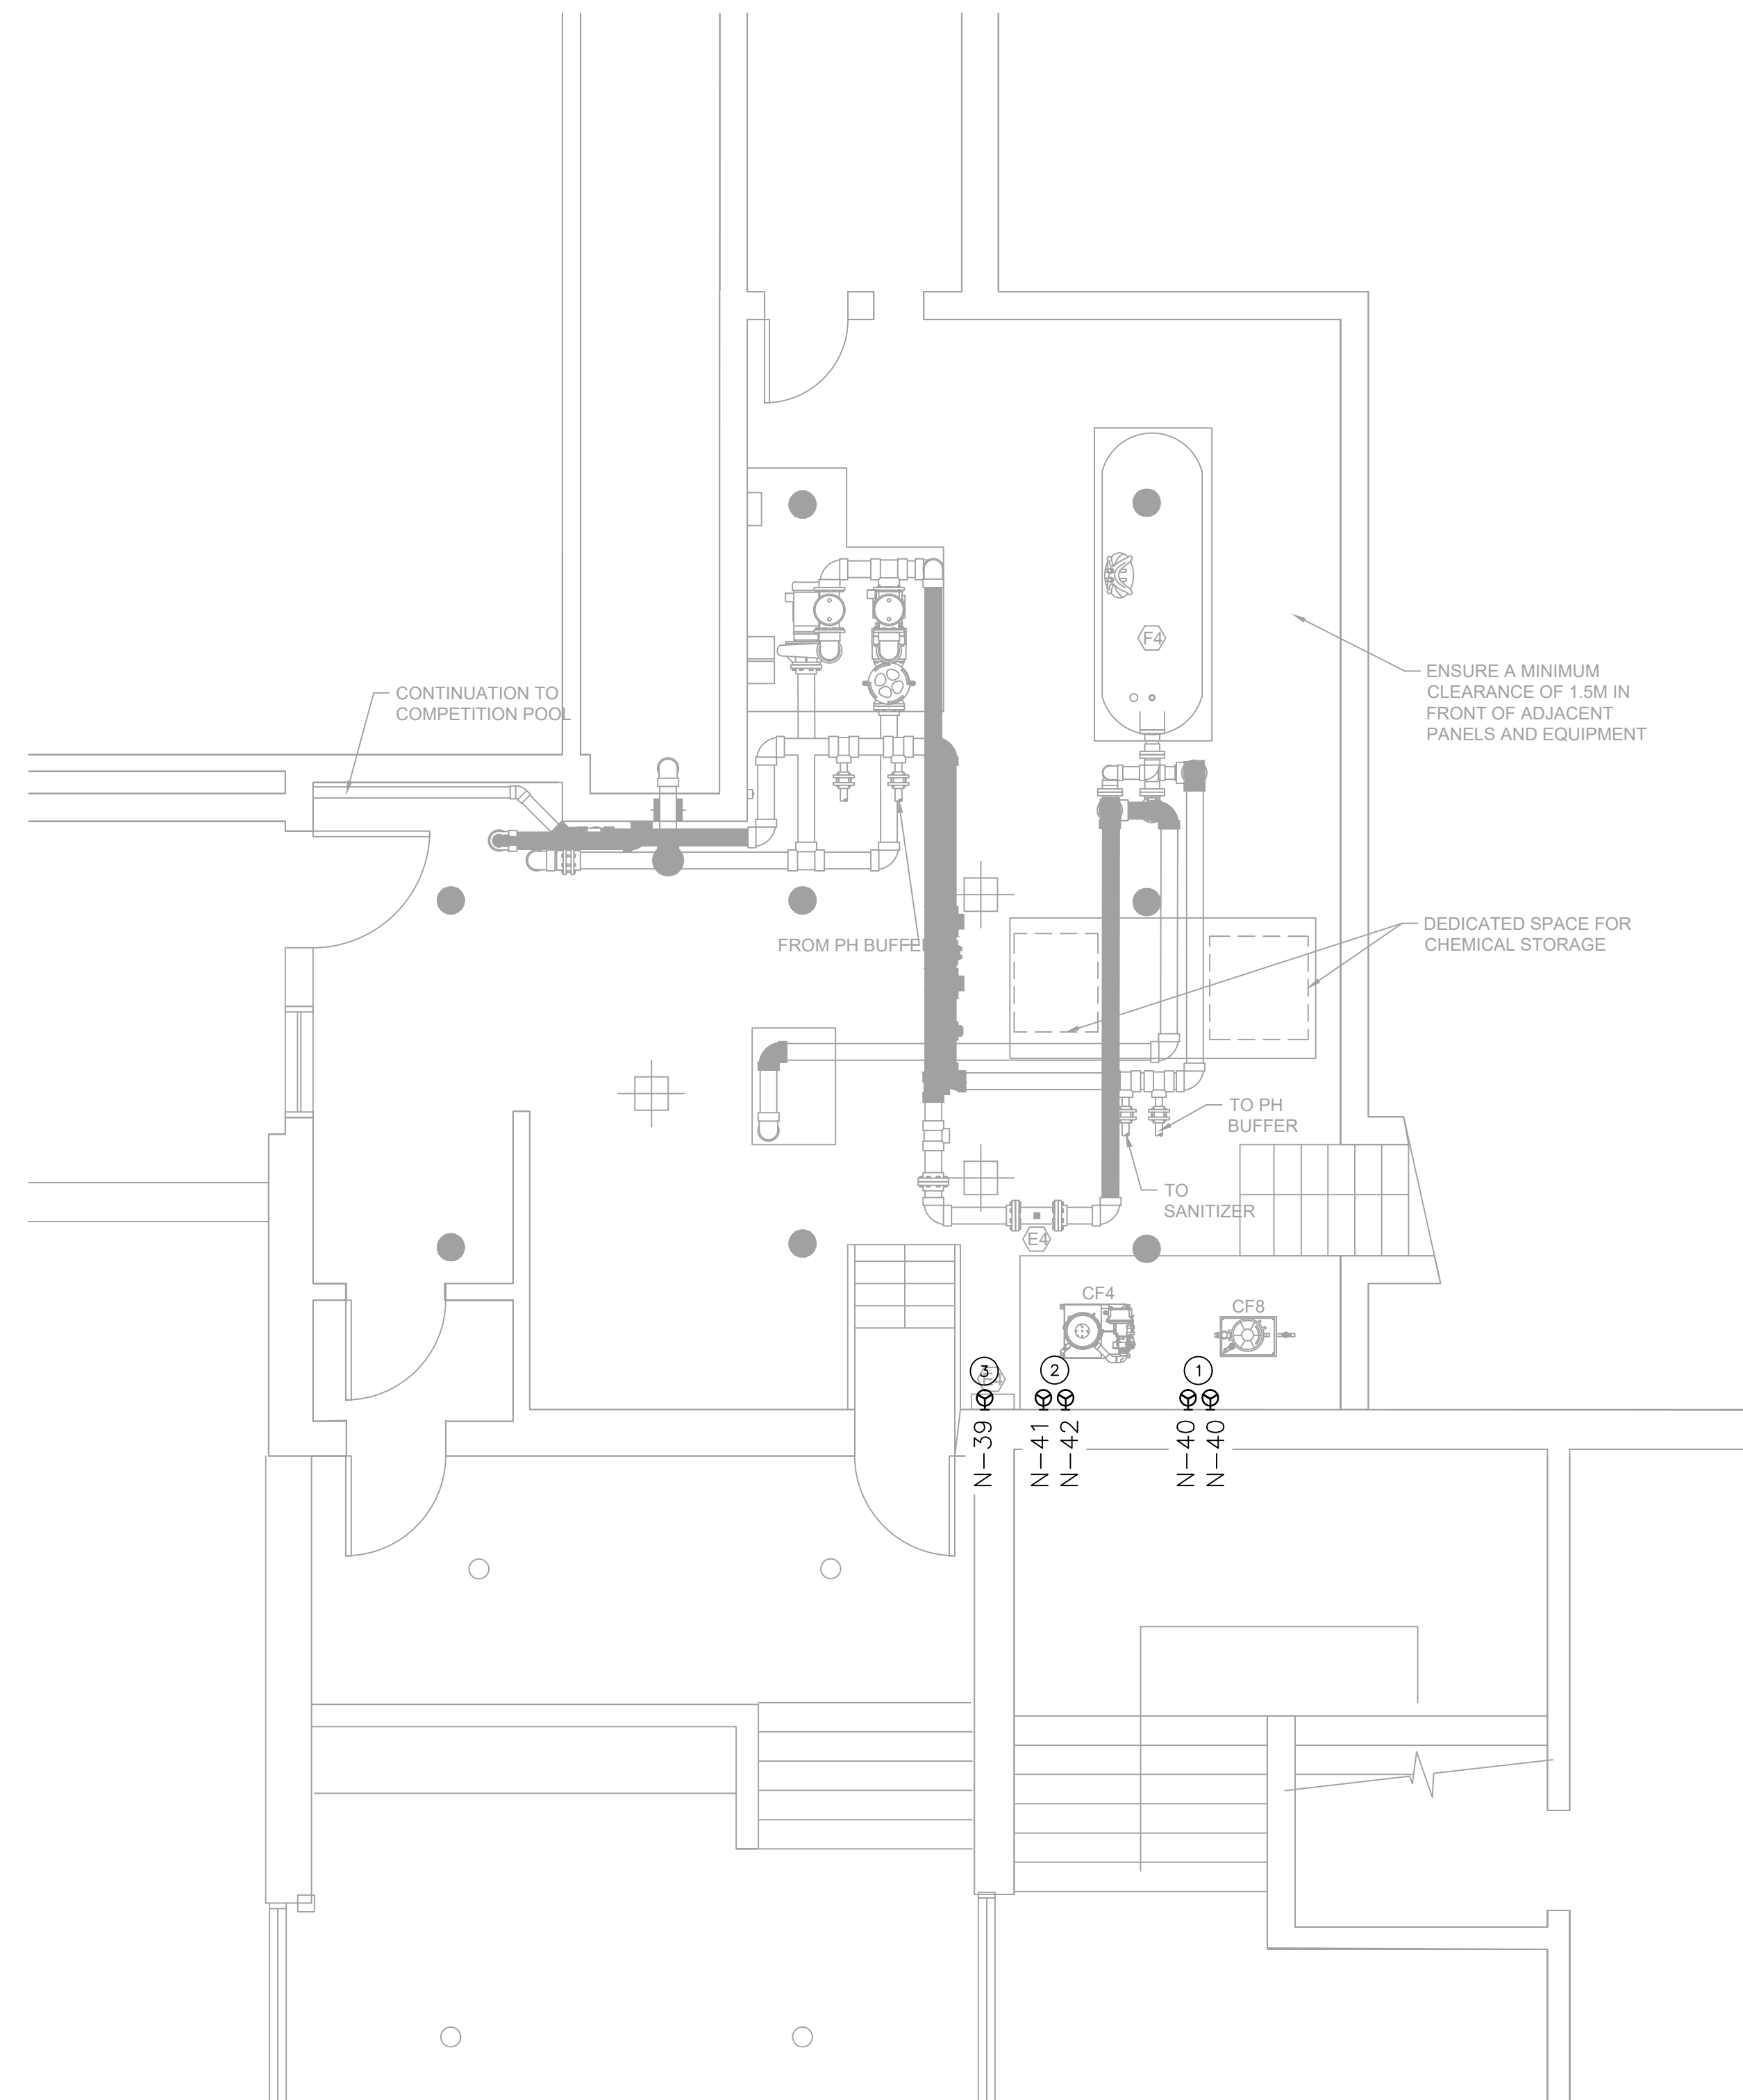 F4
ENSURE A MINIMUM
CLEARANCE OF 1.5M IN
FRONT OF ADJACENT
PANELS AND EQUIPMENT
CONTINUATION TO
COMPETITION POOL
DEDICATED SPACE FOR
CHEMICAL STORAGE
FROM PH BUFFER
TO PH
BUFFER
TO
SANITIZER
E4
CF4
CF8
3
2
1
N-39
N-41
N-42
N-40
N-40